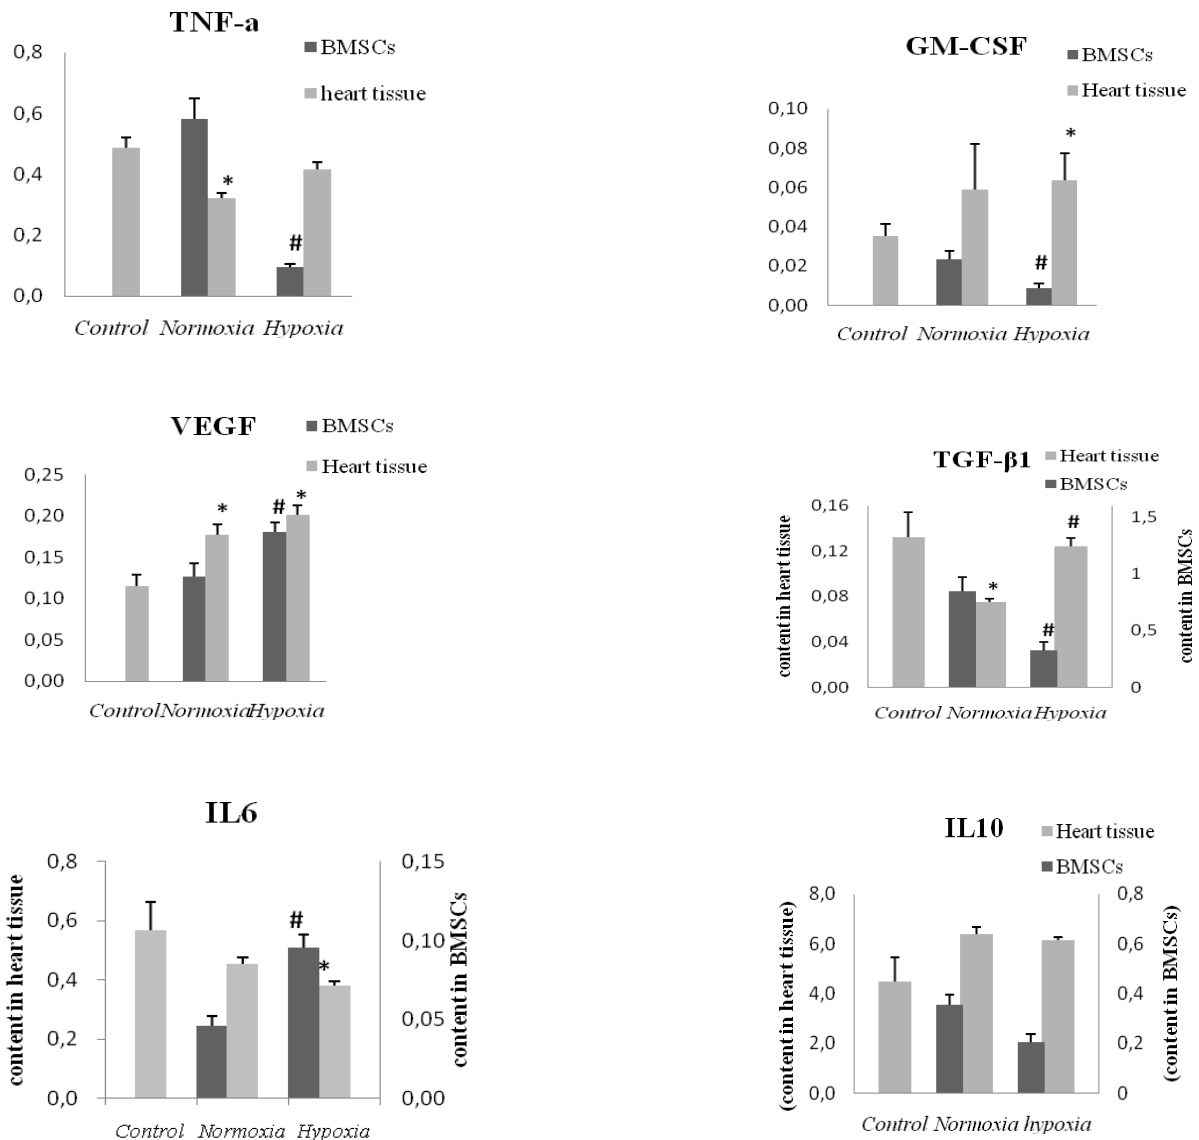 TNF-a
BMSCs
heart tissue
0,8
0,6
0,4
0,2
0,0
*
#
Control Normoxia Hypoxia
GM-CSF
BMSCs
Heart tissue
0,10
0,08
0,06
0,04
0,02
0,00
*
#
Control Normoxia Hypoxia
VEGF
BMSCs
Heart tissue
0,25
0,20
0,15
0,10
0,05
0,00
*
#
*
Control Normoxia Hypoxia
TGF-β1
Heart tissue
BMSCs
content in heart tissue
0,16
0,12
0,08
0,04
0,00
*
#
#
1,5
1
0,5
0
content in BMSCs
Control Normoxia Hypoxia
IL6
content in heart tissue
0,8
0,6
0,4
0,2
0,0
#
*
0,15
0,10
0,05
0,00
content in BMSCs
Control Normoxia Hypoxia
IL10
Heart tissue
BMSCs
(content in heart tissue)
8,0
6,0
4,0
2,0
0,0
0,8
0,6
0,4
0,2
0
(content in BMSCs)
Control Normoxia hypoxia